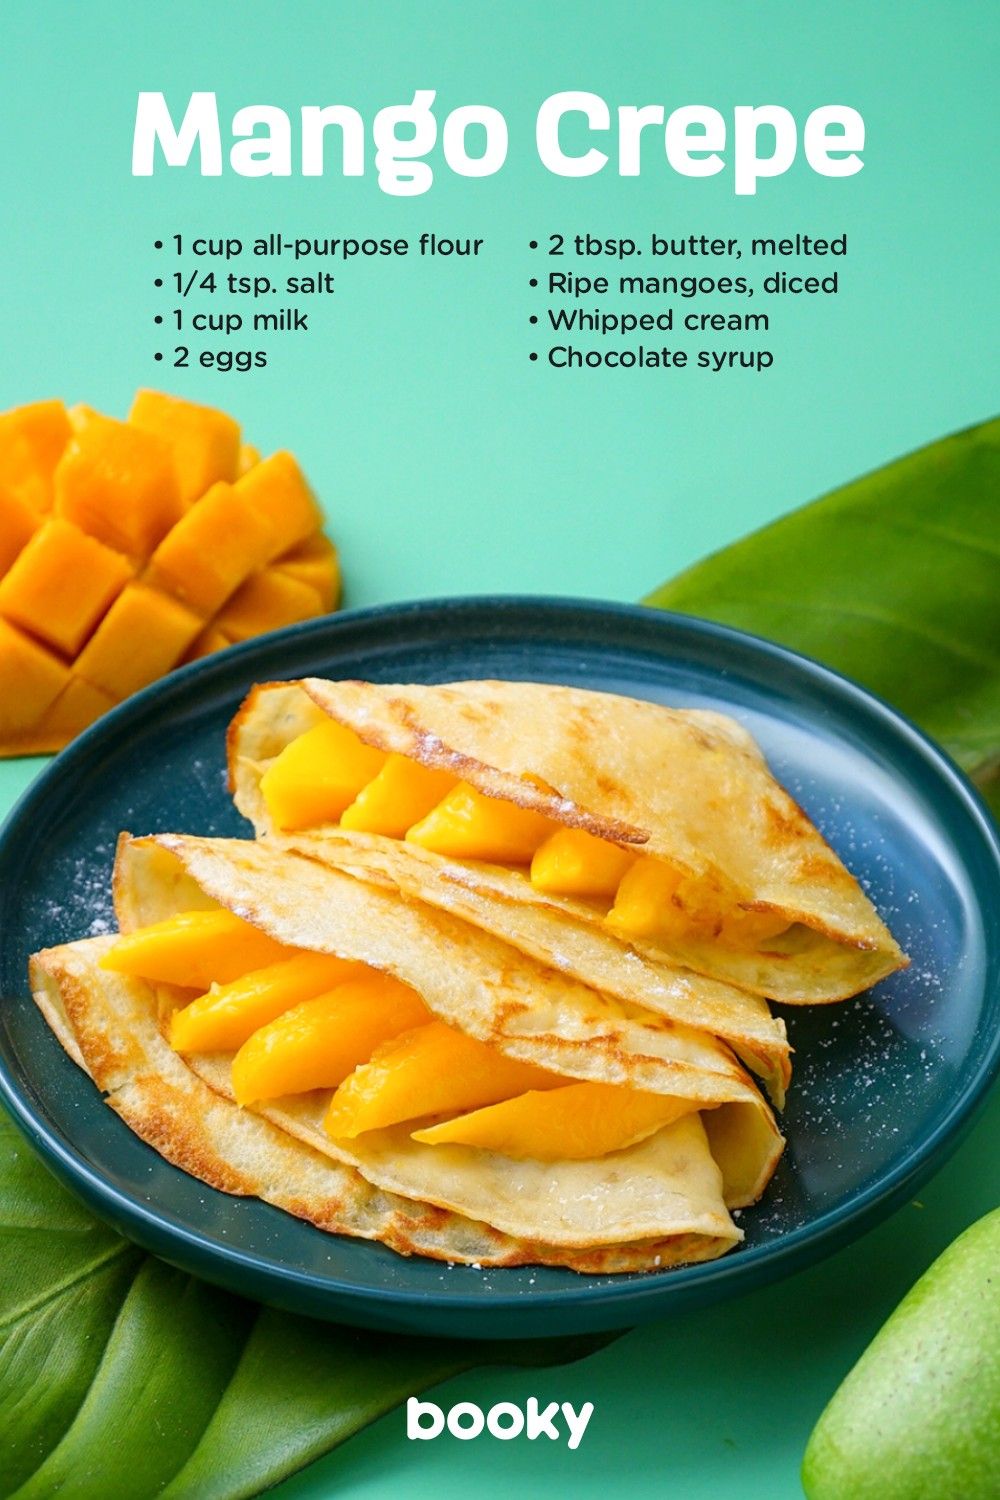 Mango Crepe
• 1 cup all-purpose flour
• 1/4 tsp. salt
• 1 cup milk
• 2 eggs
• 2 tbsp. butter, melted
• Ripe mangoes, diced
• Whipped cream
• Chocolate syrup
booky